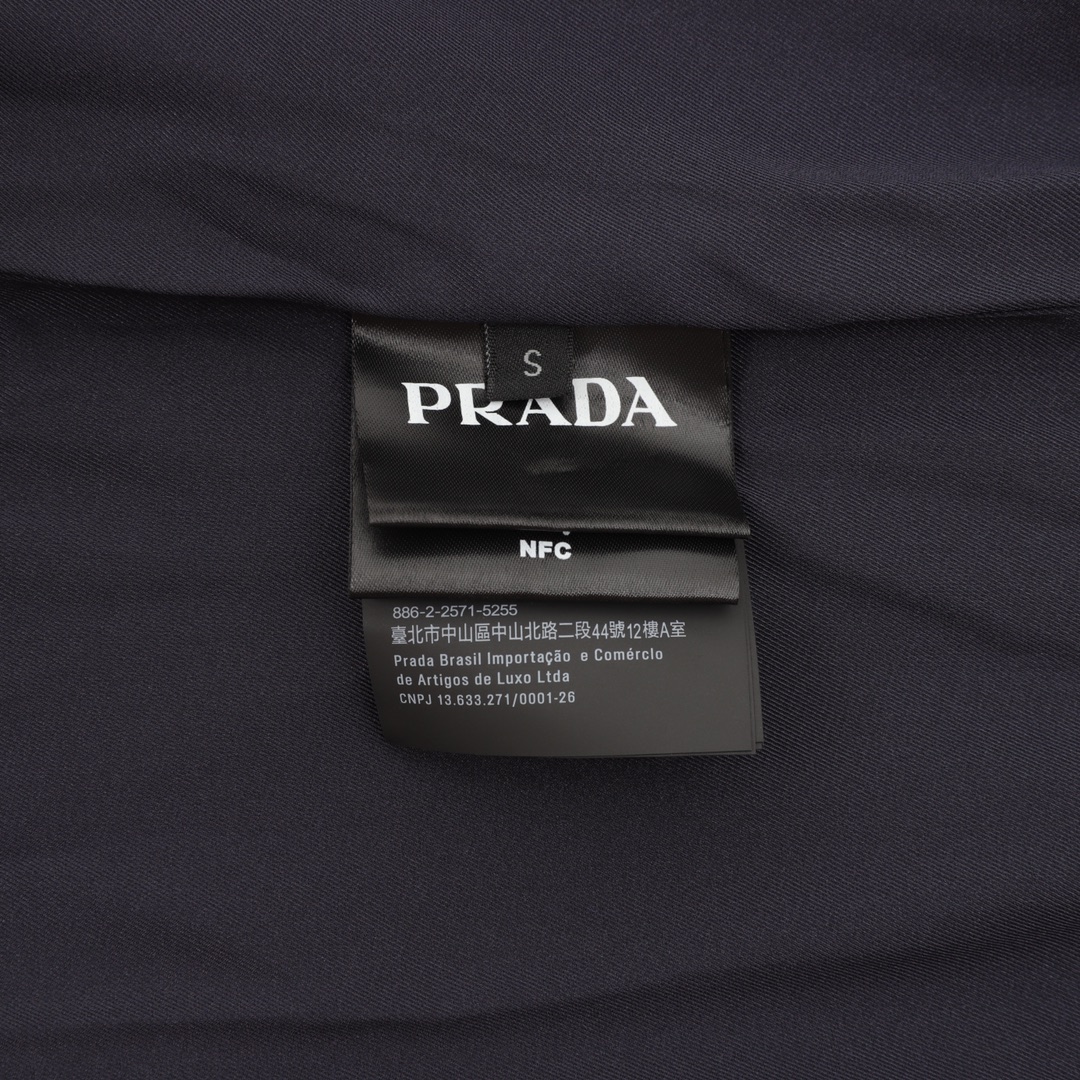 S
PRADA
NFC
886-2-2571-5255
臺北市中山區中山北路二段44號12樓A室
Prada Brasil Importação e Comércio
de Artigos de Luxo Ltda
CNPJ 13.633.271/0001-26